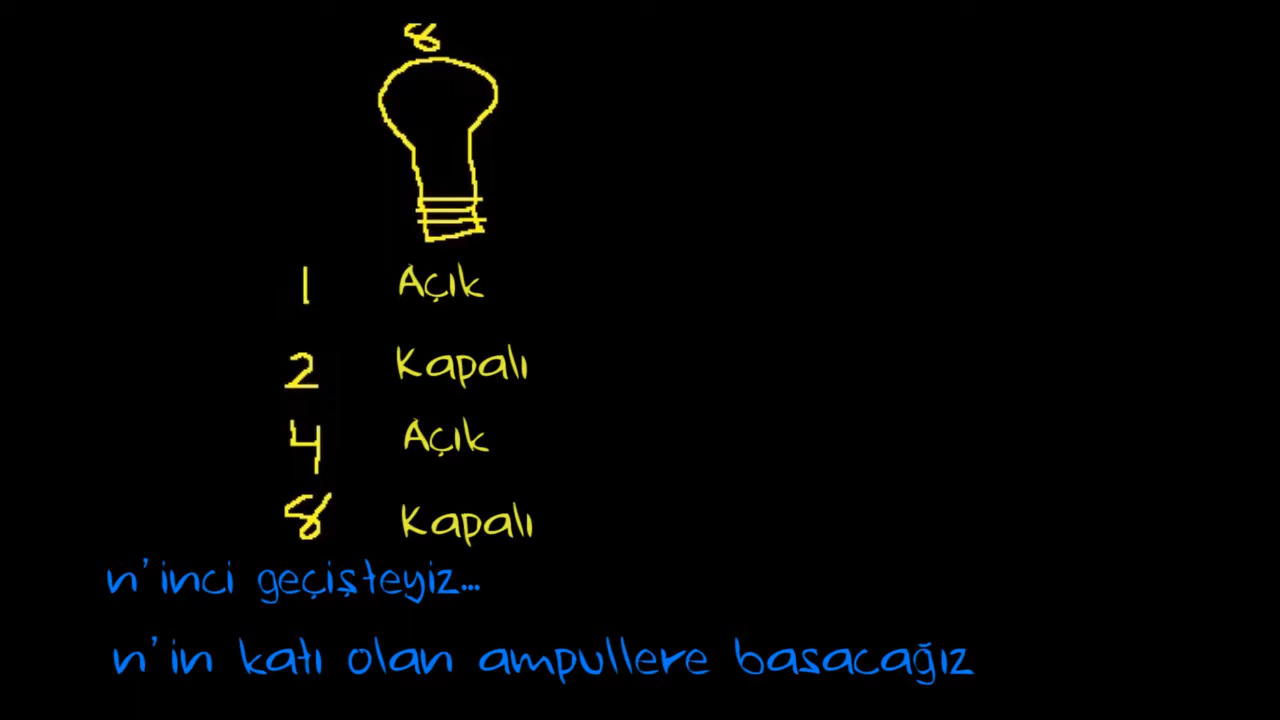 8
1 Açık
2 Kapalı
4 Açık
8 Kapalı
n'inci geçişteyiz...
n'in katı olan ampullere basacağız